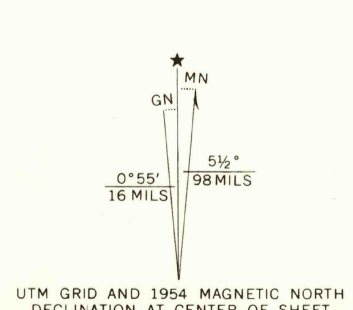 ★
MN
GN
0°55'
16 MILS
5½°
98 MILS
UTM GRID AND 1954 MAGNETIC NORTH
DECLINATION AT CENTER OF SHEET